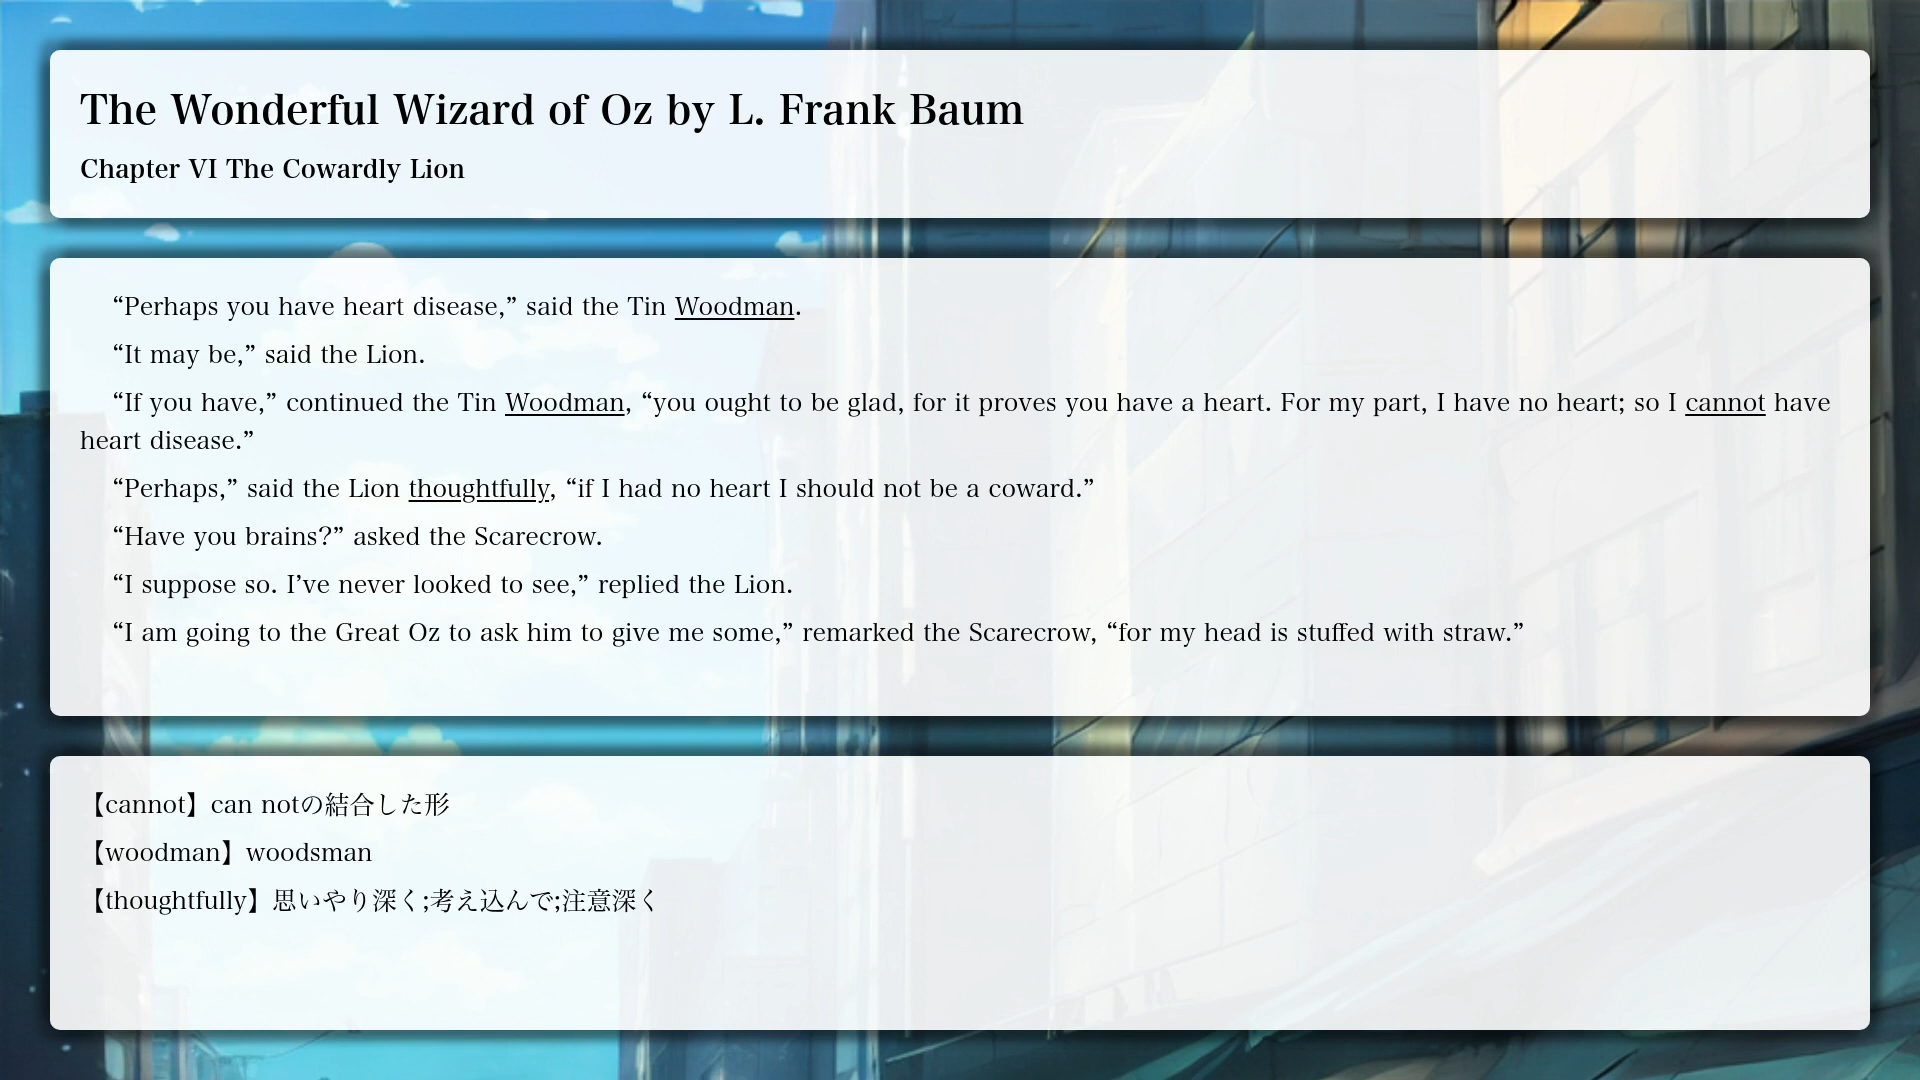 The Wonderful Wizard of Oz by L. Frank Baum
Chapter VI The Cowardly Lion
“Perhaps you have heart disease,” said the Tin Woodman.
“It may be,” said the Lion.
“If you have,” continued the Tin Woodman, “you ought to be glad, for it proves you have a heart. For my part, I have no heart; so I cannot have
heart disease.”
“Perhaps,” said the Lion thoughtfully, “if I had no heart I should not be a coward.”
“Have you brains?” asked the Scarecrow.
“I suppose so. I’ve never looked to see,” replied the Lion.
“I am going to the Great Oz to ask him to give me some,” remarked the Scarecrow, “for my head is stuffed with straw.”
【cannot】can notの結合した形
【woodman】woodsman
【thoughtfully】思いやり深く;考え込んで;注意深く